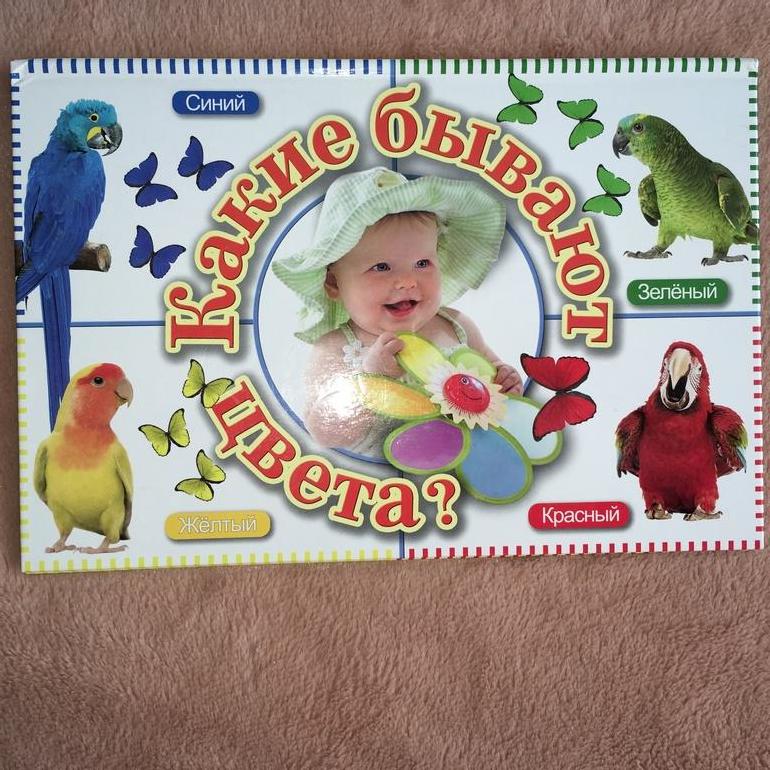 Синий
Какие бывают
цвета?
Зелёный
Жёлтый
Красный